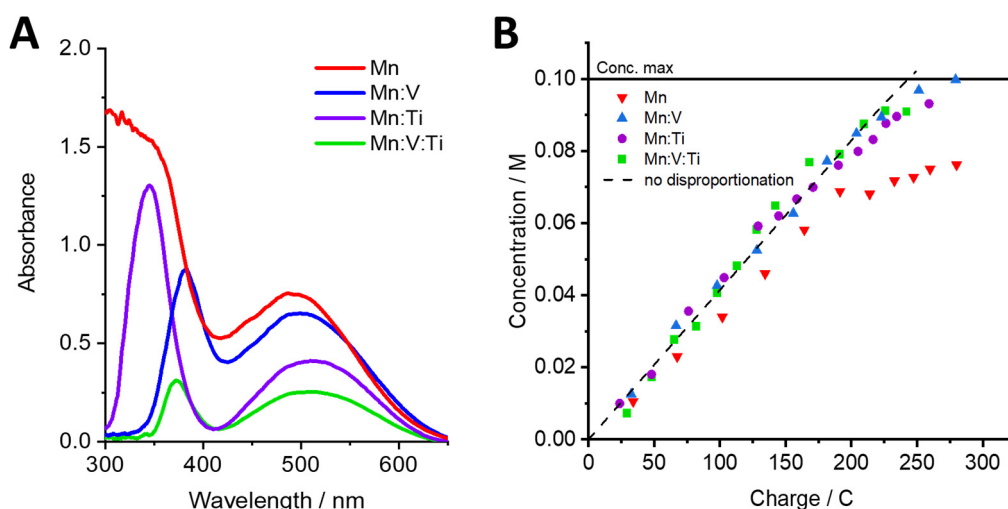 A
2.0
1.5
1.0
0.5
0.0
Absorbance
300
400
500
600
Wavelength / nm
Mn
Mn:V
Mn:Ti
Mn:V:Ti
B
0.10
0.08
0.06
0.04
0.02
0.00
Concentration / M
0
50
100
150
200
250
300
Charge / C
Conc. max
Mn
Mn:V
Mn:Ti
Mn:V:Ti
no disproportionation